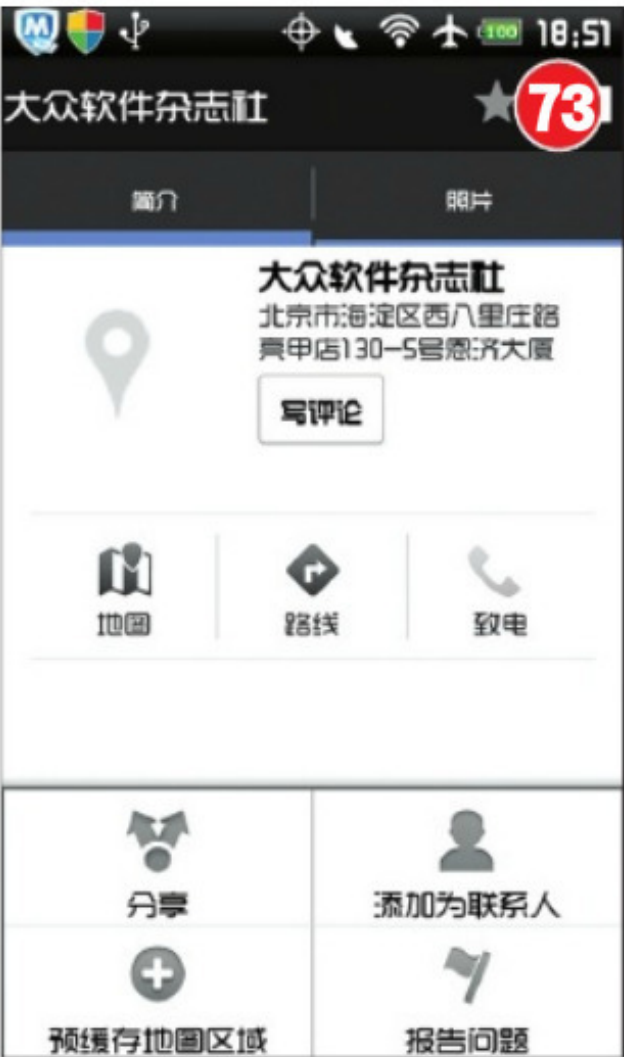 100 18:51
大众软件杂志社
73
简介 照片
大众软件杂志社
北京市海淀区西八里庄路
亮甲店130-5号恩济大厦
写评论
地图 路线 致电
分享 添加为联系人
预缓存地图区域 报告问题